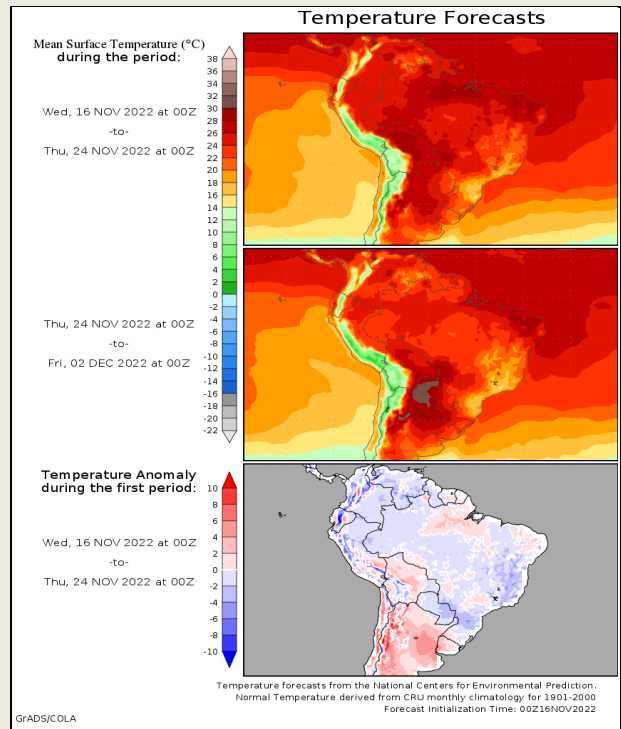 Temperature Forecasts
Mean Surface Temperature (°C)
during the period:
Wed, 16 NOV 2022 at 00Z
-to-
Thu, 24 NOV 2022 at 00Z
38
36
34
32
30
28
26
24
22
20
18
16
14
12
10
8
6
4
2
0
-2
-4
-6
-8
-10
-12
-14
-16
-18
-20
-22
Thu, 24 NOV 2022 at 00Z
-to-
Fri, 02 DEC 2022 at 00Z
Temperature Anomaly
during the first period:
Wed, 16 NOV 2022 at 00Z
-to-
Thu, 24 NOV 2022 at 00Z
10
8
6
4
2
0
-2
-4
-6
-8
-10
Temperature forecasts from the National Centers for Environmental Prediction.
Normal Temperature derived from CRU monthly climatology for 1901-2000
Forecast Initialization Time: 00Z16NOV2022
GrADS/COLA